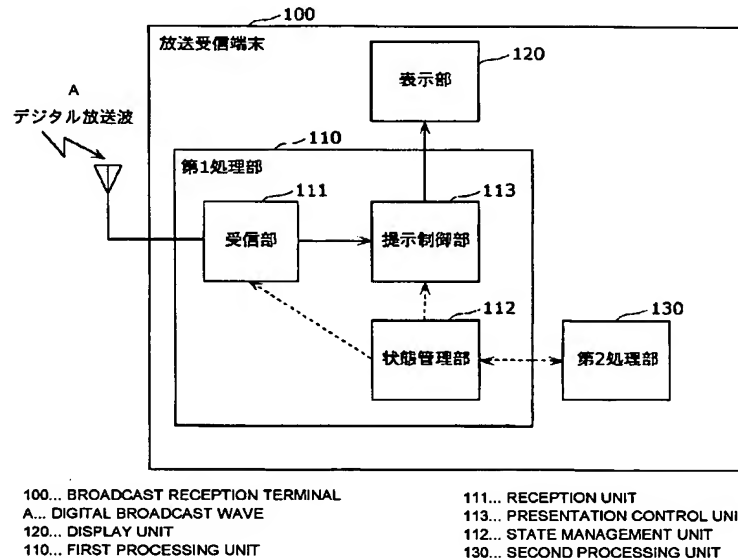 100
放送受信端末
120
表示部
A
デジタル放送波
110
第1処理部
111
113
受信部
提示制御部
112
130
状態管理部
第2処理部
100... BROADCAST RECEPTION TERMINAL
A... DIGITAL BROADCAST WAVE
120... DISPLAY UNIT
110... FIRST PROCESSING UNIT
111... RECEPTION UNIT
113... PRESENTATION CONTROL UNI
112... STATE MANAGEMENT UNIT
130... SECOND PROCESSING UNIT